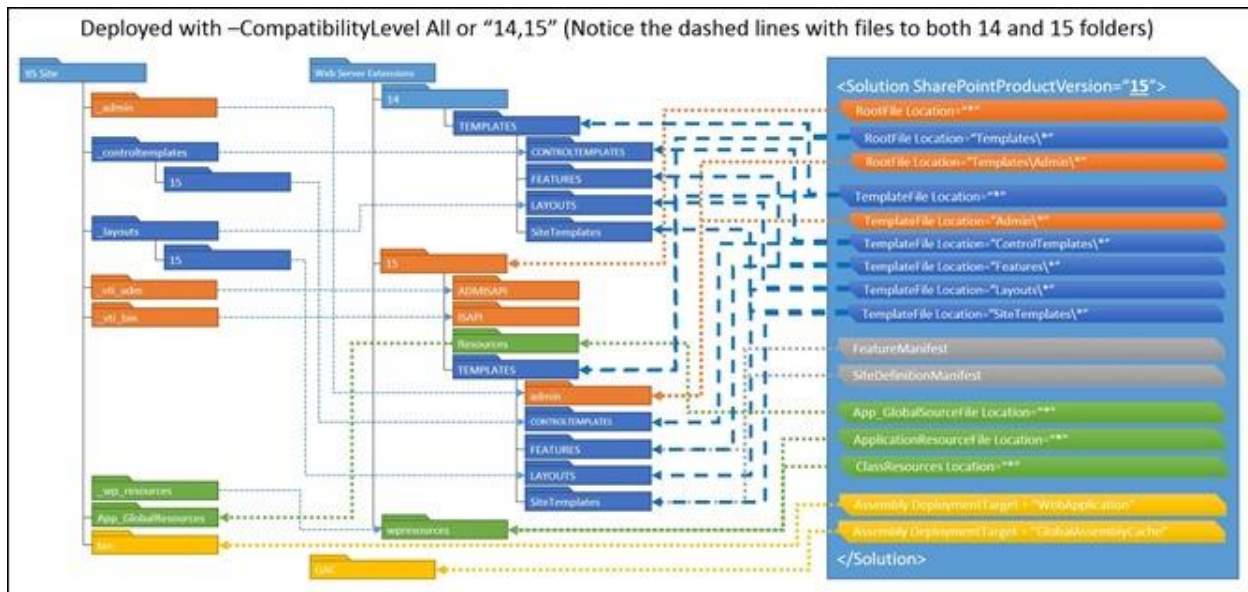 Deployed with –CompatibilityLevel All or “14,15” (Notice the dashed lines with files to both 14 and 15 folders)
IIS Site
_admin
_controltemplates
15
_layouts
15
_vti_adm
_vti_bin
_wp_resources
App_GlobalResources
bin
Web Server Extensions
14
TEMPLATES
CONTROLTEMPLATES
FEATURES
LAYOUTS
SiteTemplates
15
ADMISAPI
ISAPI
Resources
TEMPLATES
admin
CONTROLTEMPLATES
FEATURES
LAYOUTS
SiteTemplates
wpresources
GAC
<Solution SharePointProductVersion=“15”>
RootFile Location=“*”
RootFile Location=“Templates\*”
RootFile Location=“Templates\Admin\*”
TemplateFile Location=“*”
TemplateFile Location=“Admin\*”
TemplateFile Location=“ControlTemplates\*”
TemplateFile Location=“Features\*”
TemplateFile Location=“Layouts\*”
TemplateFile Location=“SiteTemplates\*”
FeatureManifest
SiteDefinitionManifest
App_GlobalSourceFile Location=“*”
ApplicationResourceFile Location=“*”
ClassResources Location=“*”
Assembly DeploymentTarget = “WebApplication”
Assembly DeploymentTarget = “GlobalAssemblyCache”
</Solution>